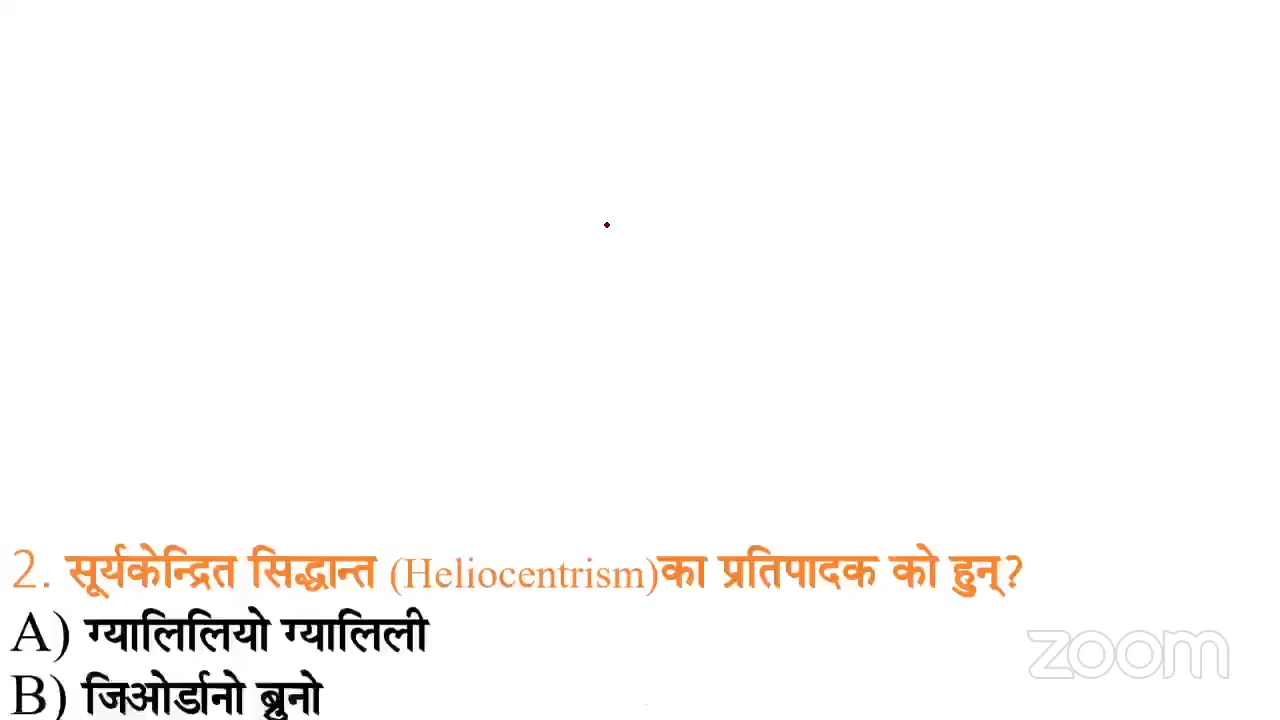 2. सूर्यकेन्द्रित सिद्धान्त (Heliocentrism)का प्रतिपादक को हुन्?
A) ग्यालिलियो ग्यालिली
zoom
B) जिओर्डानो ब्रुनो